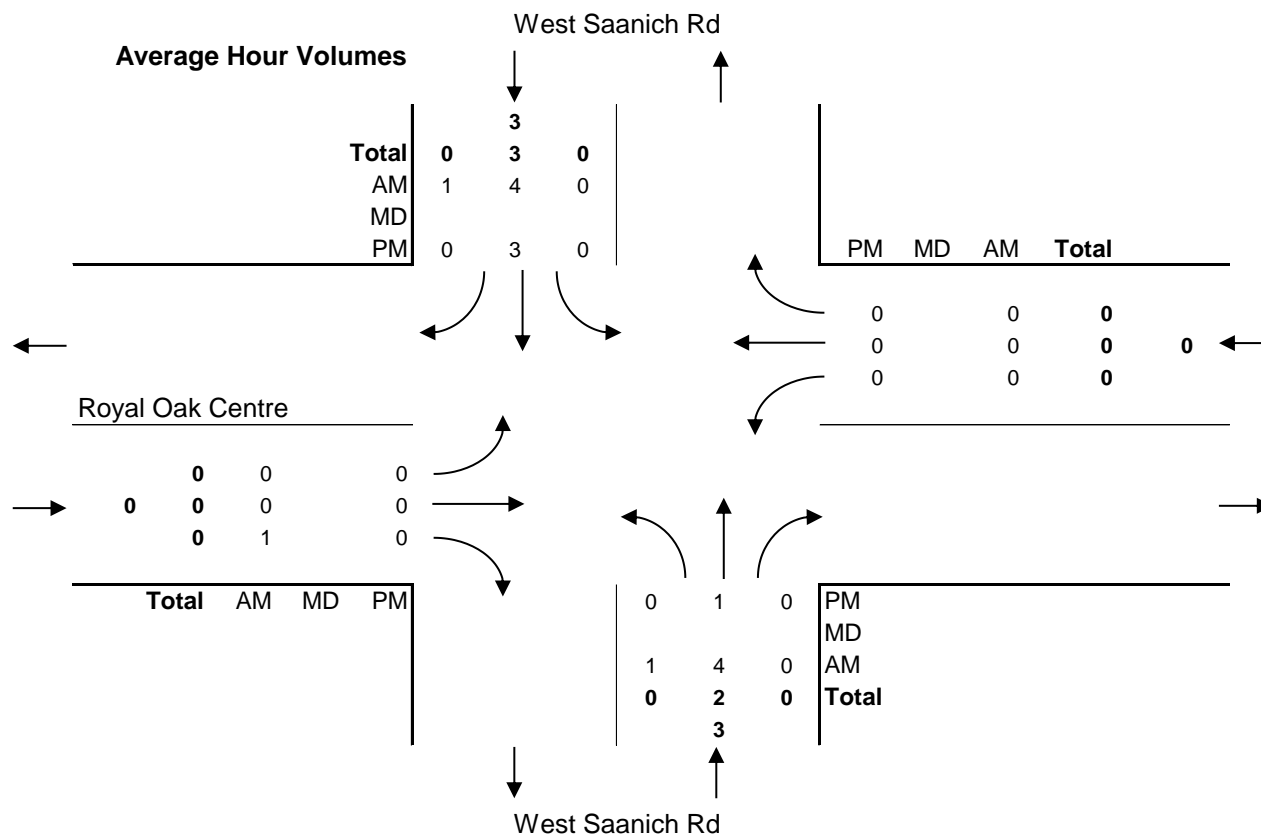 West Saanich Rd
Average Hour Volumes
3
Total 0 3 0
AM 1 4 0
MD
PM 0 3 0
PM MD AM Total
0 0 0
0 0 0 0
0 0 0
Royal Oak Centre
0 0 0
0 0 0 0
0 1 0
Total AM MD PM
0 1 0 PM
MD
1 4 0 AM
0 2 0 Total
3
West Saanich Rd